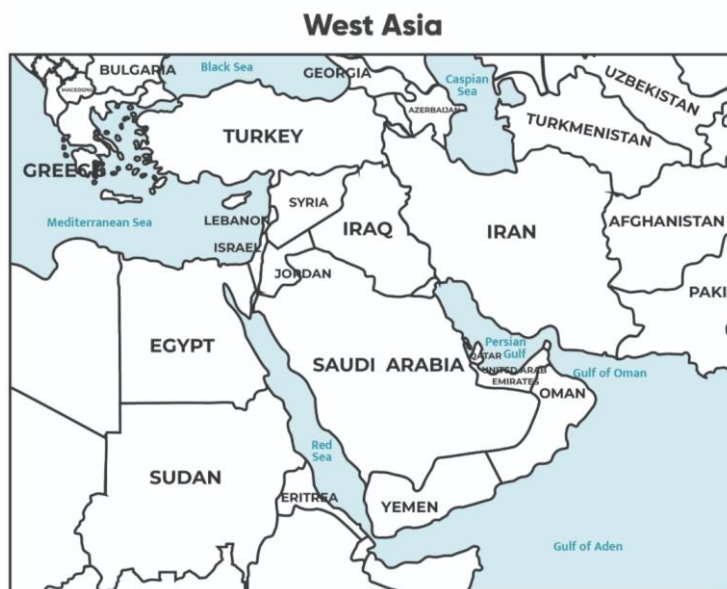 West Asia
BULGARIA
Black Sea
GEORGIA
Caspian
Sea
UZBEKISTAN
MACEDONIA
AZERBAIJAN
TURKMENISTAN
TURKEY
GREECE
SYRIA
LEBANON
Mediterranean Sea
IRAQ
IRAN
AFGHANISTAN
ISRAEL
JORDAN
PAKI
EGYPT
SAUDI ARABIA
Persian
Gulf
QATAR
UNITED ARAB
EMIRATES
Gulf of Oman
OMAN
Red
Sea
SUDAN
ERITREA
YEMEN
Gulf of Aden